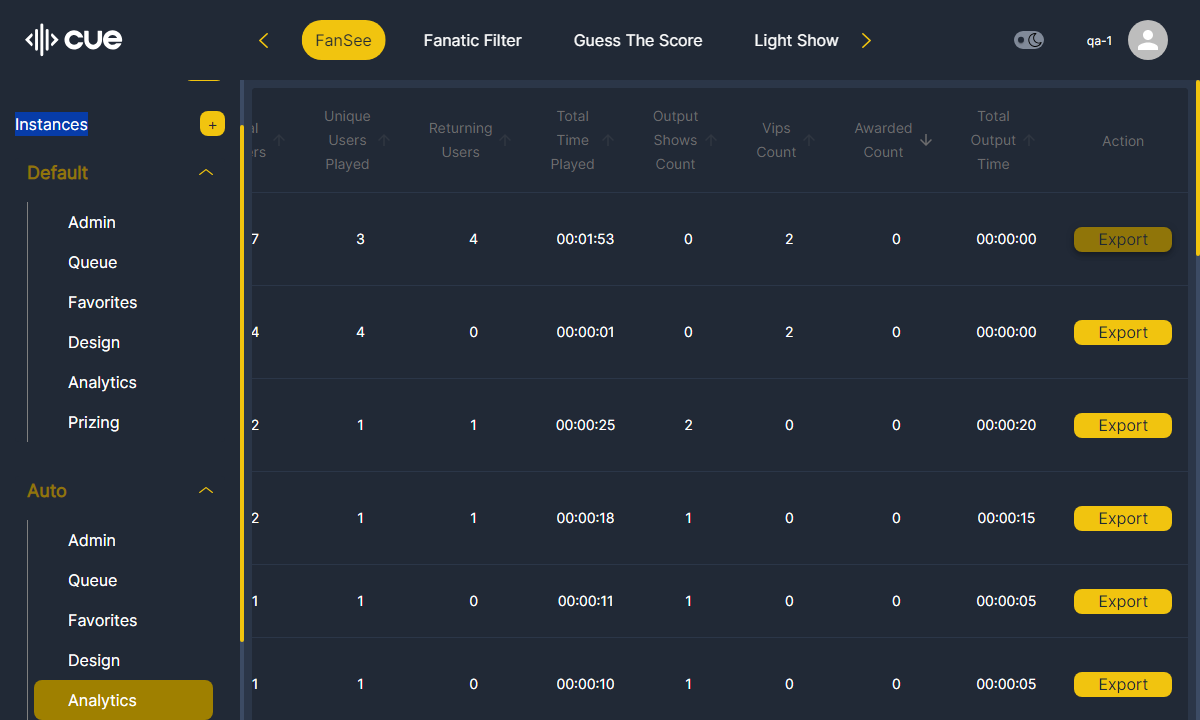 cue
FanSee
Fanatic Filter
Guess The Score
Light Show
qa-1
Instances
+
Default
Admin
Queue
Favorites
Design
Analytics
Prizing
Auto
Admin
Queue
Favorites
Design
Analytics
Unique
Users
Played
Returning
Users
Total
Time
Played
Output
Shows
Count
Vips
Count
Awarded
Count
Total
Output
Time
Action
7 3 4 00:01:53 0 2 0 00:00:00 Export
4 4 0 00:00:01 0 2 0 00:00:00 Export
2 1 1 00:00:25 2 0 0 00:00:20 Export
2 1 1 00:00:18 1 0 0 00:00:15 Export
1 1 0 00:00:11 1 0 0 00:00:05 Export
1 1 0 00:00:10 1 0 0 00:00:05 Export